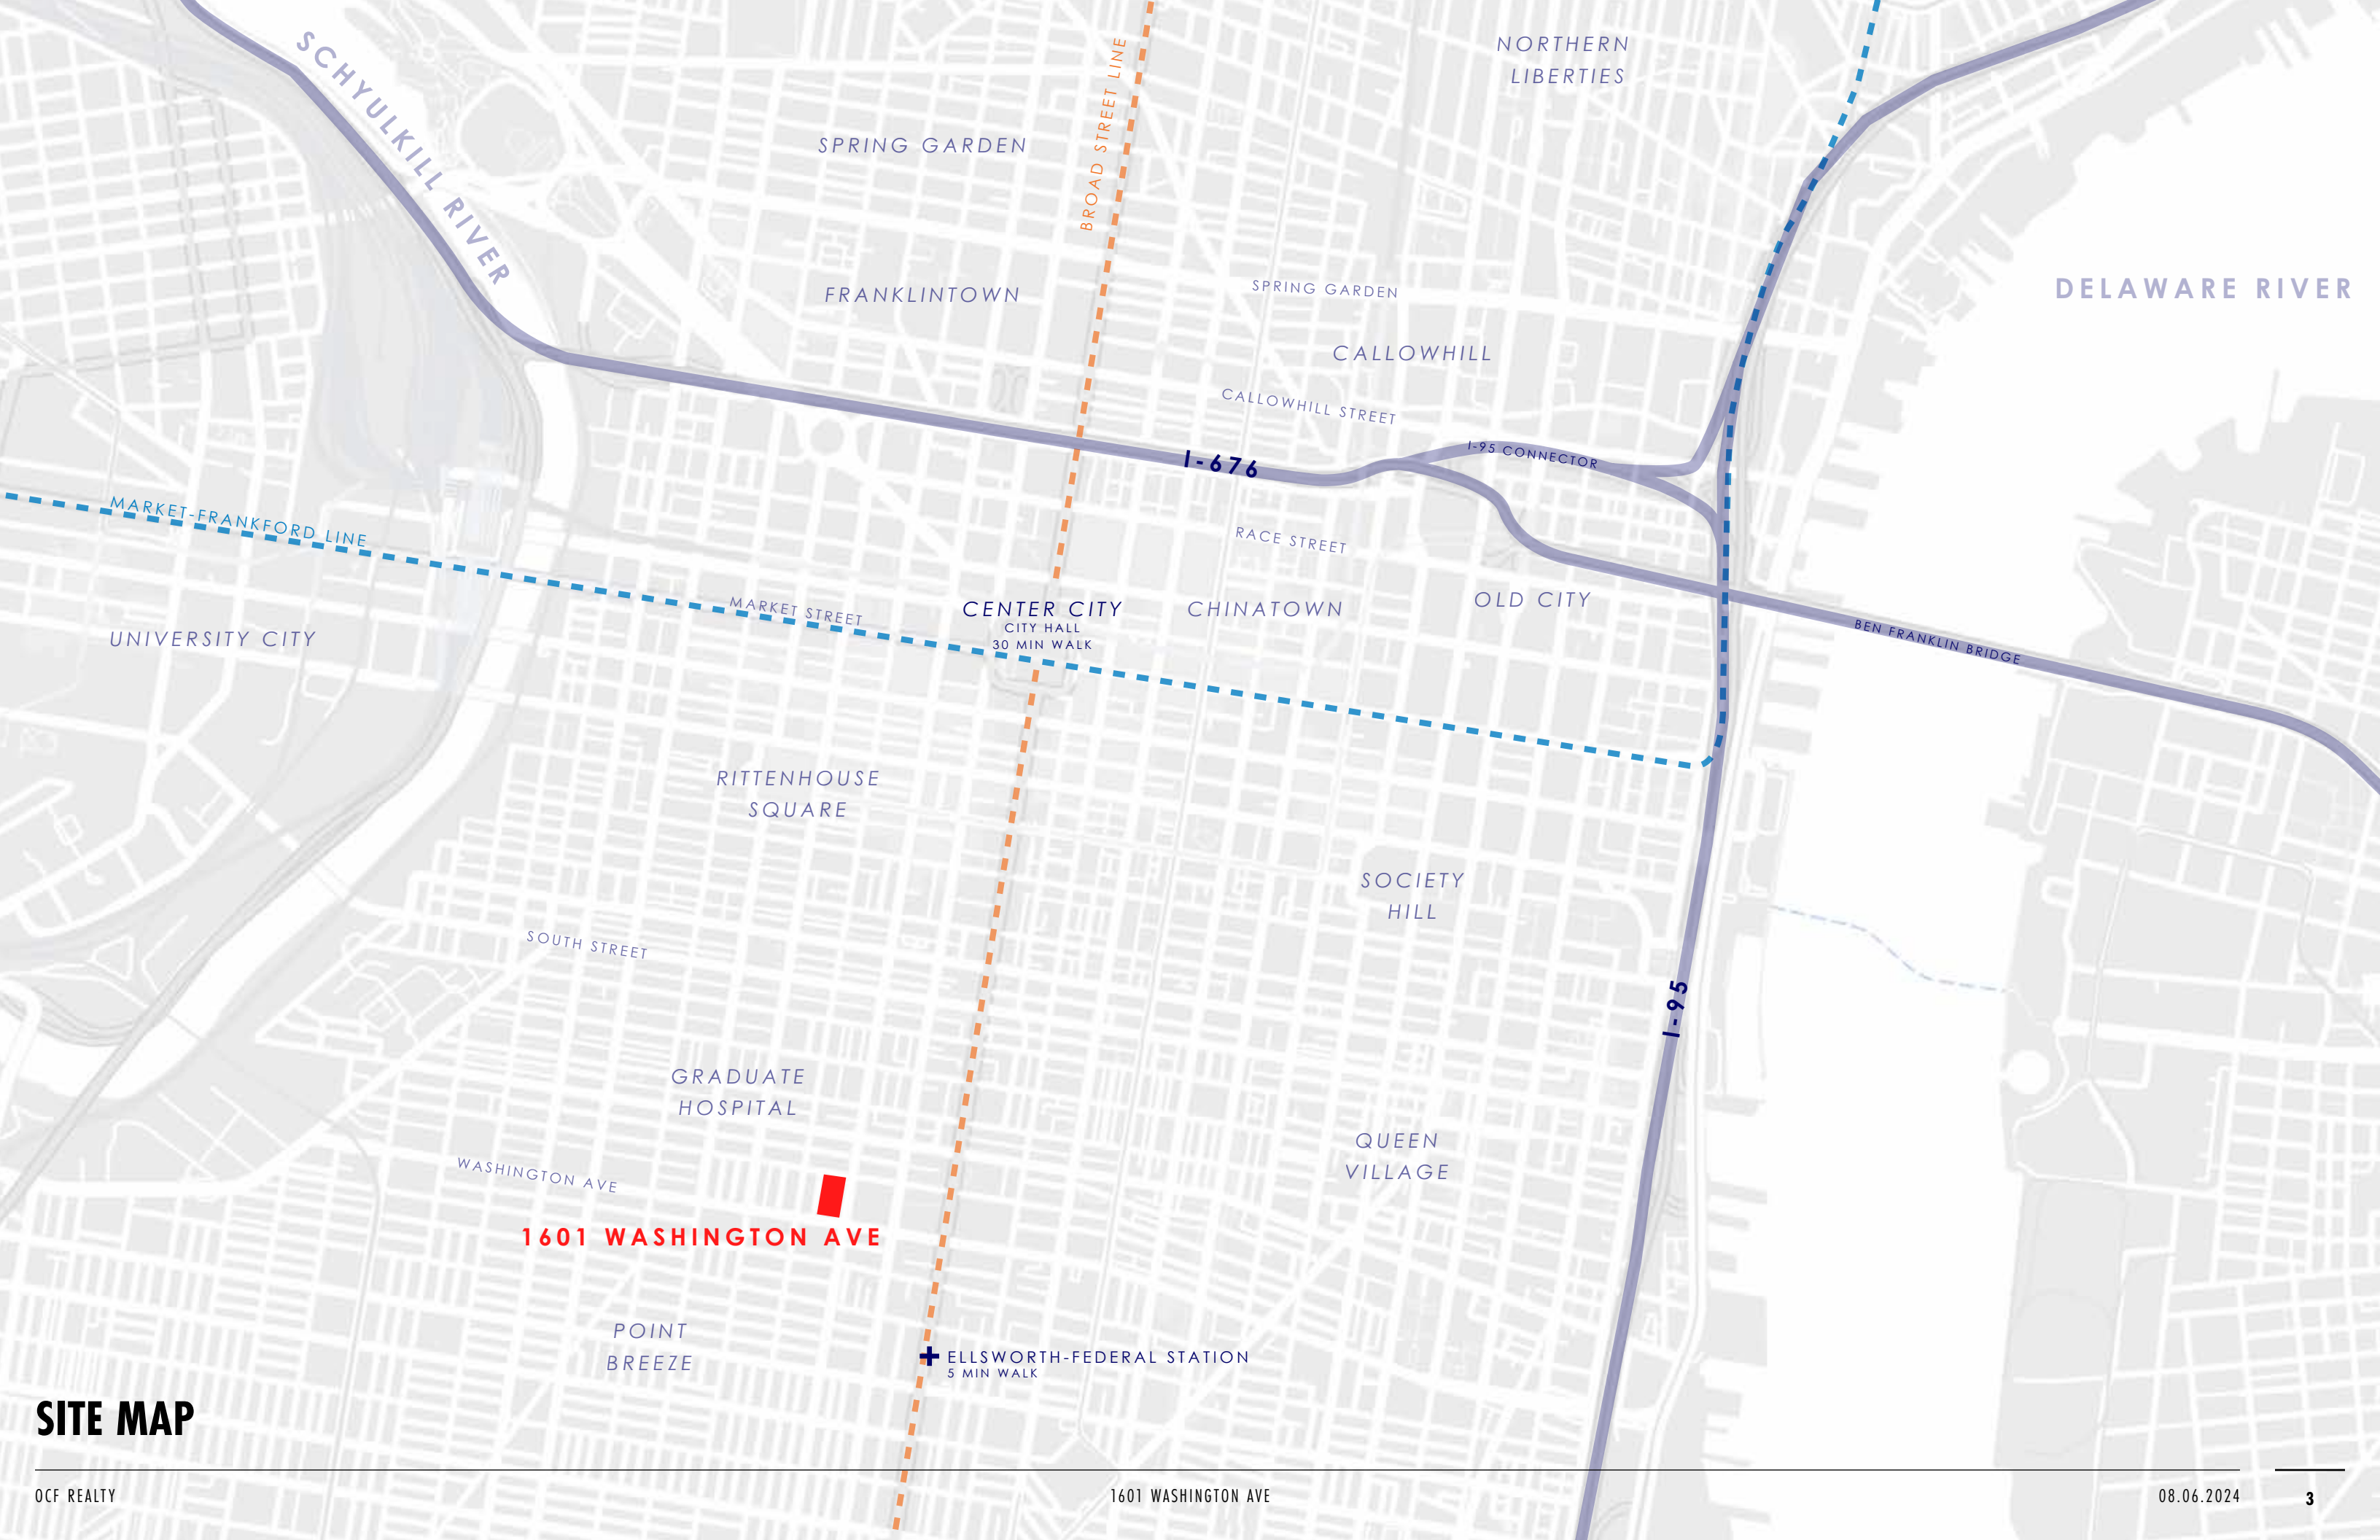 SCHYULKILL RIVER
BROAD STREET LINE
NORTHERN
LIBERTIES
SPRING GARDEN
FRANKLINTOWN
SPRING GARDEN
DELAWARE RIVER
CALLOWHILL
CALLOWHILL STREET
I-676
I-95 CONNECTOR
MARKET-FRANKFORD LINE
RACE STREET
MARKET STREET
CENTER CITY
CITY HALL
30 MIN WALK
CHINATOWN
OLD CITY
BEN FRANKLIN BRIDGE
UNIVERSITY CITY
RITTENHOUSE
SQUARE
SOCIETY
HILL
SOUTH STREET
I-95
GRADUATE
HOSPITAL
QUEEN
VILLAGE
WASHINGTON AVE
1601 WASHINGTON AVE
POINT
BREEZE
ELLSWORTH-FEDERAL STATION
5 MIN WALK
SITE MAP
OCF REALTY
1601 WASHINGTON AVE
08.06.2024
3